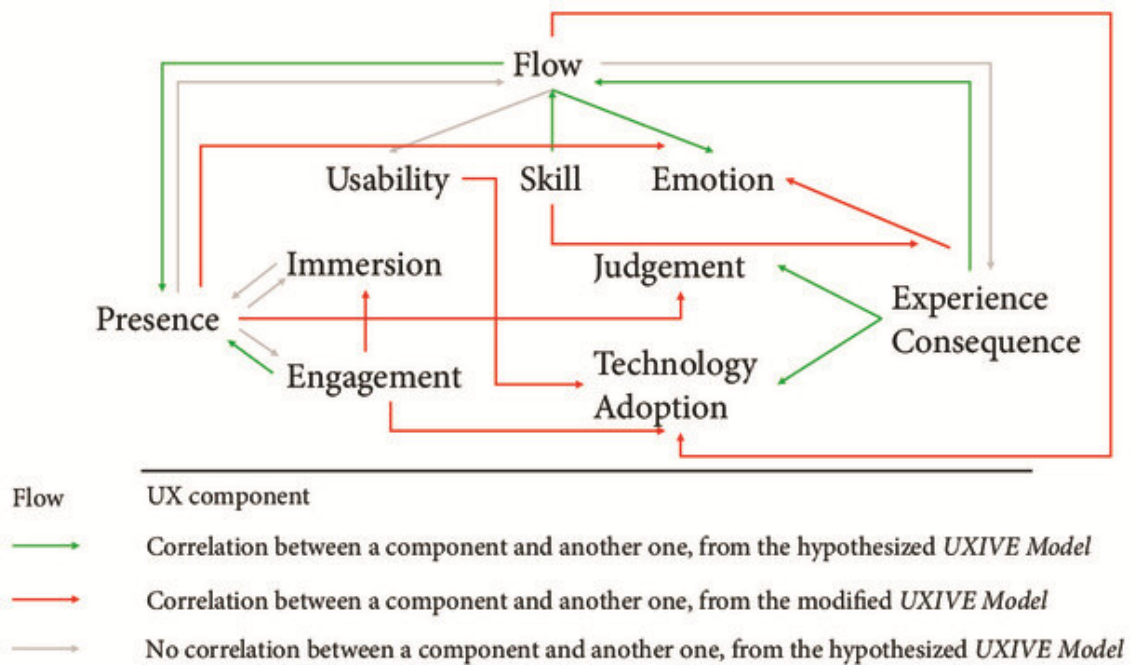 Flow
Usability
Skill
Emotion
Immersion
Judgement
Presence
Experience
Consequence
Engagement
Technology
Adoption
Flow UX component
Correlation between a component and another one, from the hypothesized UXIVE Model
Correlation between a component and another one, from the modified UXIVE Model
No correlation between a component and another one, from the hypothesized UXIVE Model